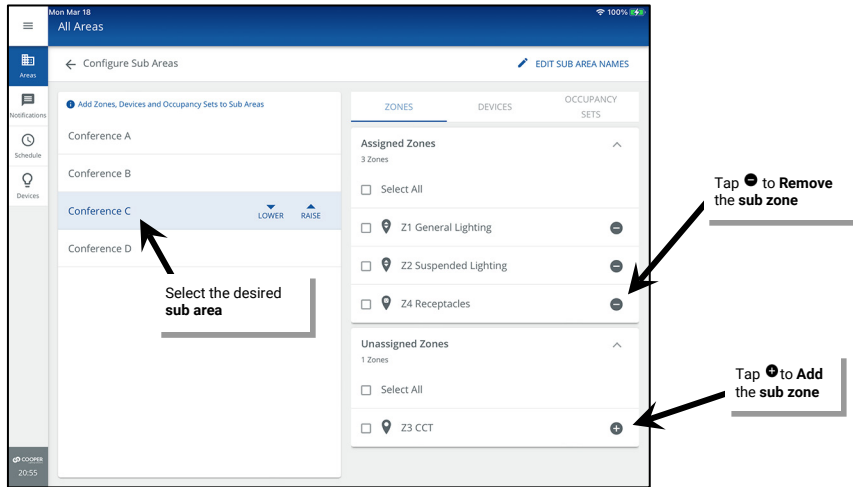 Mon Mar 18
100%
All Areas
Areas
Notifications
Schedule
Devices
COOPER
20:55
Configure Sub Areas
EDIT SUB AREA NAMES
Add Zones, Devices and Occupancy Sets to Sub Areas
Conference A
Conference B
Conference C
LOWER
RAISE
Conference D
Select the desired
sub area
ZONES
DEVICES
OCCUPANCY
SETS
Assigned Zones
3 Zones
Select All
Z1 General Lighting
Z2 Suspended Lighting
Z4 Receptacles
Unassigned Zones
1 Zones
Select All
Z3 CCT
Tap to Remove
the sub zone
Tap to Add
the sub zone